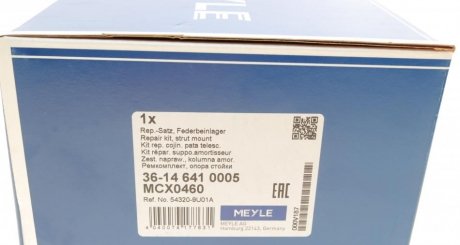 YLE
1x
Rep.-Satz, Federbeinlager
Repair kit, strut mount
Kit rep. cojin. pata telesc.
Kit répar. suppo.amortisseur
Zest. napraw., kolumna amor.
Ремкомплект, опора стойки
36-14 641 0005
MCX0460
Ref. No. 54320-9U01A
EAC
MEYLE
MEYLE AG
Hamburg 22143, Germany